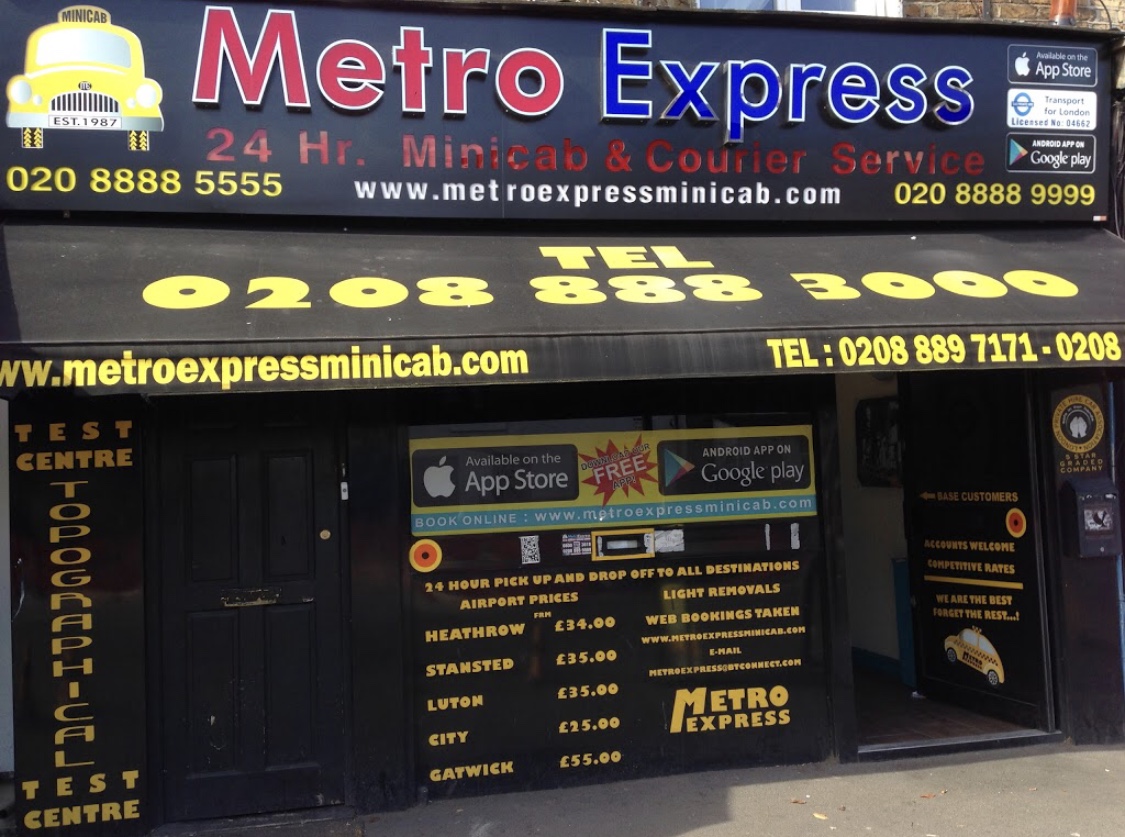 MINICAB
EST.1987
Metro Express
24 Hr. Minicab & Courier Service
020 8888 5555
www.metroexpressminicab.com
020 8888 9999
Available on the
App Store
Transport
for London
Licensed No: 04662
ANDROID APP ON
Google play
TEL
0208 888 3000
ww.metroexpressminicab.com
TEL : 0208 889 7171 - 0208
TEST
CENTRE
TOPOGRAPHICAL
TEST
CENTRE
Available on the
App Store
DOWNLOAD OUR
FREE
APP!
ANDROID APP ON
Google play
BOOK ONLINE : www.metroexpressminicab.com
24 HOUR PICK UP AND DROP OFF TO ALL DESTINATIONS
AIRPORT PRICES
HEATHROW FRM £34.00
STANSTED £35.00
LUTON £35.00
CITY £25.00
GATWICK £55.00
LIGHT REMOVALS
WEB BOOKINGS TAKEN
WWW.METROEXPRESSMINICAB.COM
E-MAIL
METROEXPRESS@BTCONNECT.COM
METRO
EXPRESS
BASE CUSTOMERS
ACCOUNTS WELCOME
COMPETITIVE RATES
WE ARE THE BEST
FORGET THE REST...!
METRO
EXPRESS
5 STAR
GRADED
COMPANY